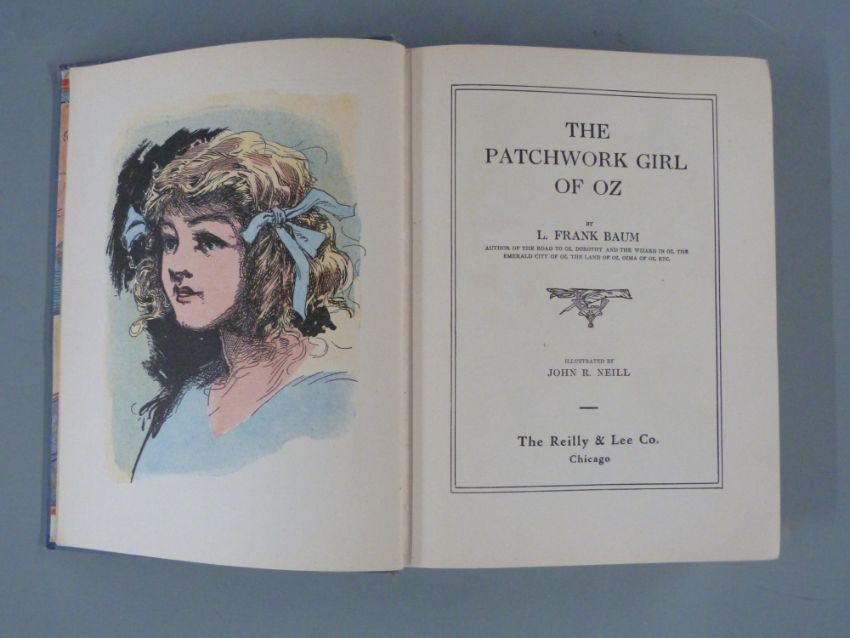 THE
PATCHWORK GIRL
OF OZ
BY
L. FRANK BAUM
AUTHOR OF THE ROAD TO OZ, DOROTHY AND THE WIZARD IN OZ, THE
EMERALD CITY OF OZ, THE LAND OF OZ, OZMA OF OZ, ETC.
ILLUSTRATED BY
JOHN R. NEILL
The Reilly & Lee Co.
Chicago